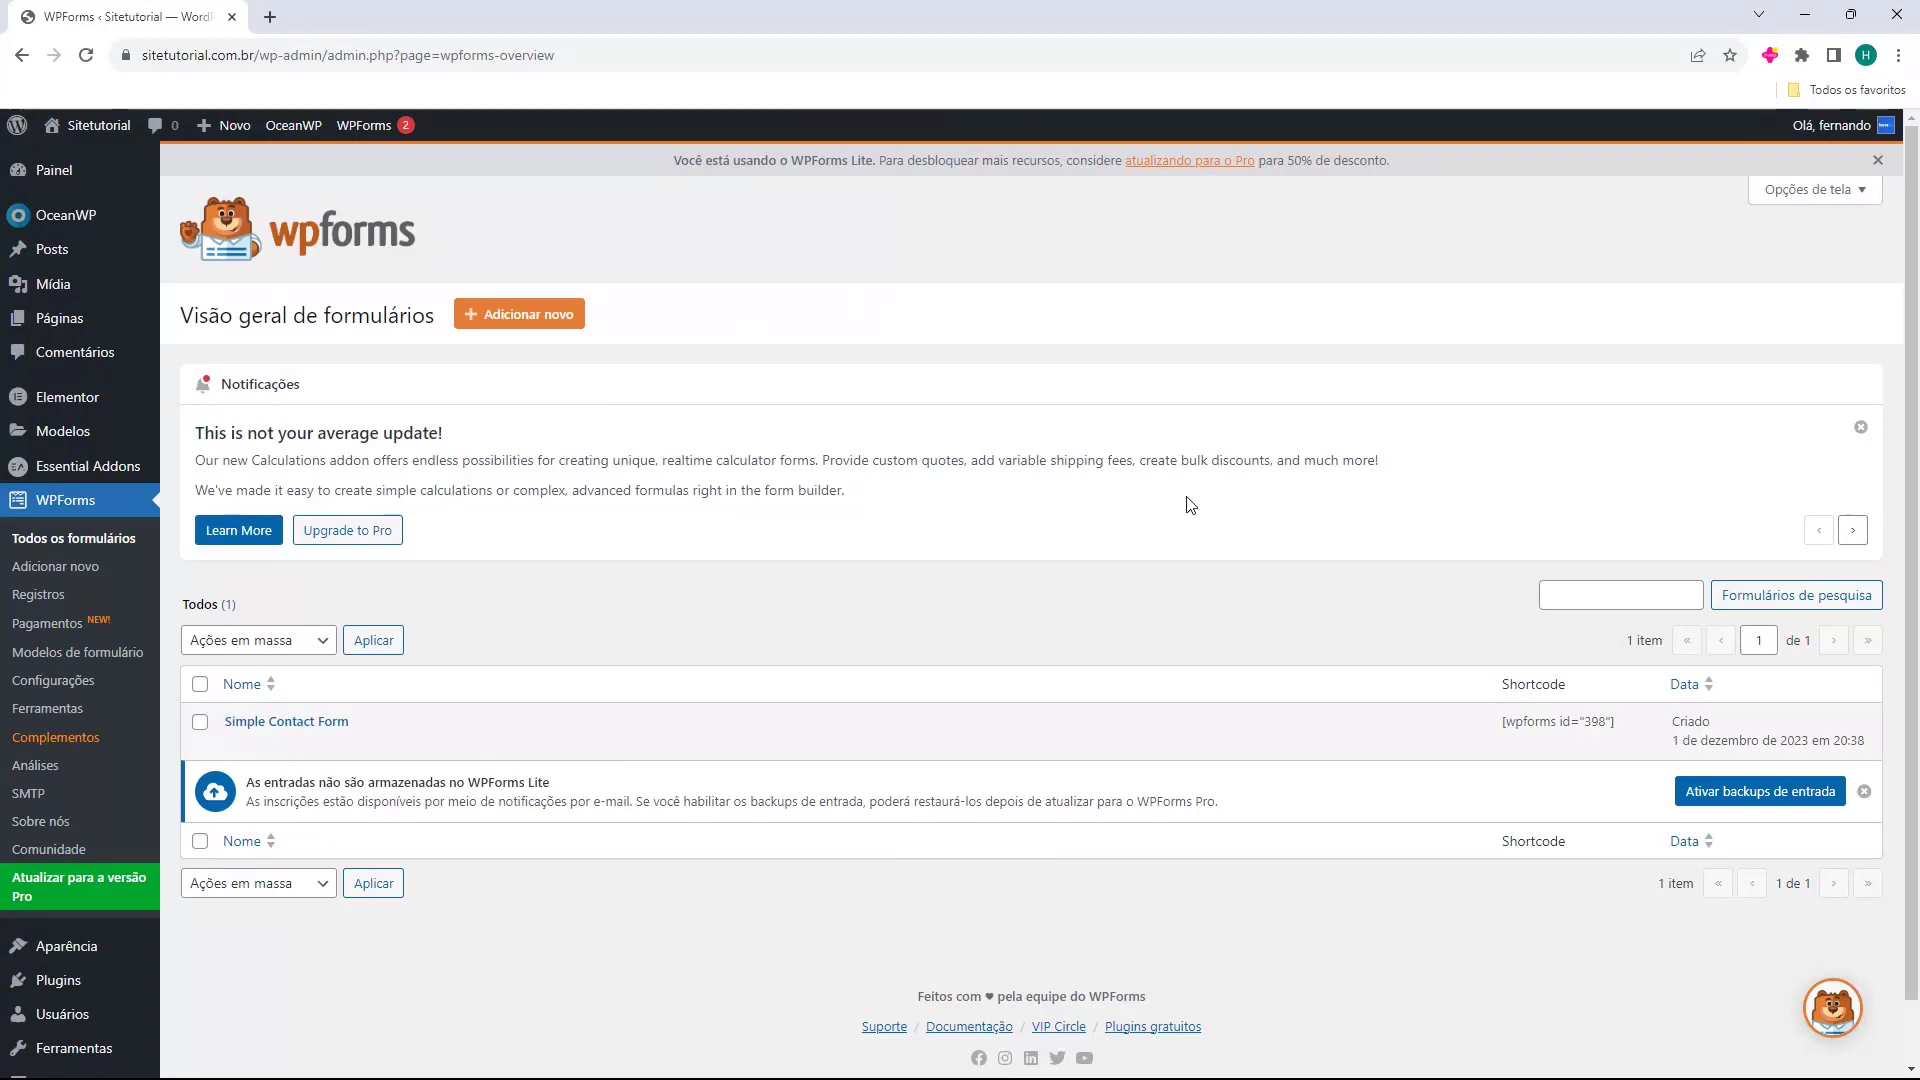 WPForms ‹ Sitetutorial — WordP
sitetutorial.com.br/wp-admin/admin.php?page=wpforms-overview
H
Todos os favoritos
Sitetutorial 0 Novo OceanWP WPForms 2
Olá, fernando
Você está usando o WPForms Lite. Para desbloquear mais recursos, considere atualizando para o Pro para 50% de desconto.
Opções de tela
wpforms
Visão geral de formulários
+ Adicionar novo
Painel
OceanWP
Posts
Mídia
Páginas
Comentários
Elementor
Modelos
Essential Addons
WPForms
Todos os formulários
Adicionar novo
Registros
Pagamentos NEW!
Modelos de formulário
Configurações
Ferramentas
Complementos
Análises
SMTP
Sobre nós
Comunidade
Atualizar para a versão
Pro
Aparência
Plugins
Usuários
Ferramentas
Notificações
This is not your average update!
Our new Calculations addon offers endless possibilities for creating unique, realtime calculator forms. Provide custom quotes, add variable shipping fees, create bulk discounts, and much more!
We've made it easy to create simple calculations or complex, advanced formulas right in the form builder.
Learn More
Upgrade to Pro
‹ ›
Todos (1)
Formulários de pesquisa
Ações em massa
Aplicar
1 item « ‹ 1 de 1 › »
Nome Shortcode Data
Simple Contact Form [wpforms id="398"] Criado
1 de dezembro de 2023 em 20:38
As entradas não são armazenadas no WPForms Lite
As inscrições estão disponíveis por meio de notificações por e-mail. Se você habilitar os backups de entrada, poderá restaurá-los depois de atualizar para o WPForms Pro.
Ativar backups de entrada
Nome Shortcode Data
Ações em massa
Aplicar
1 item « ‹ 1 de 1 › »
Feitos com ♥ pela equipe do WPForms
Suporte / Documentação / VIP Circle / Plugins gratuitos